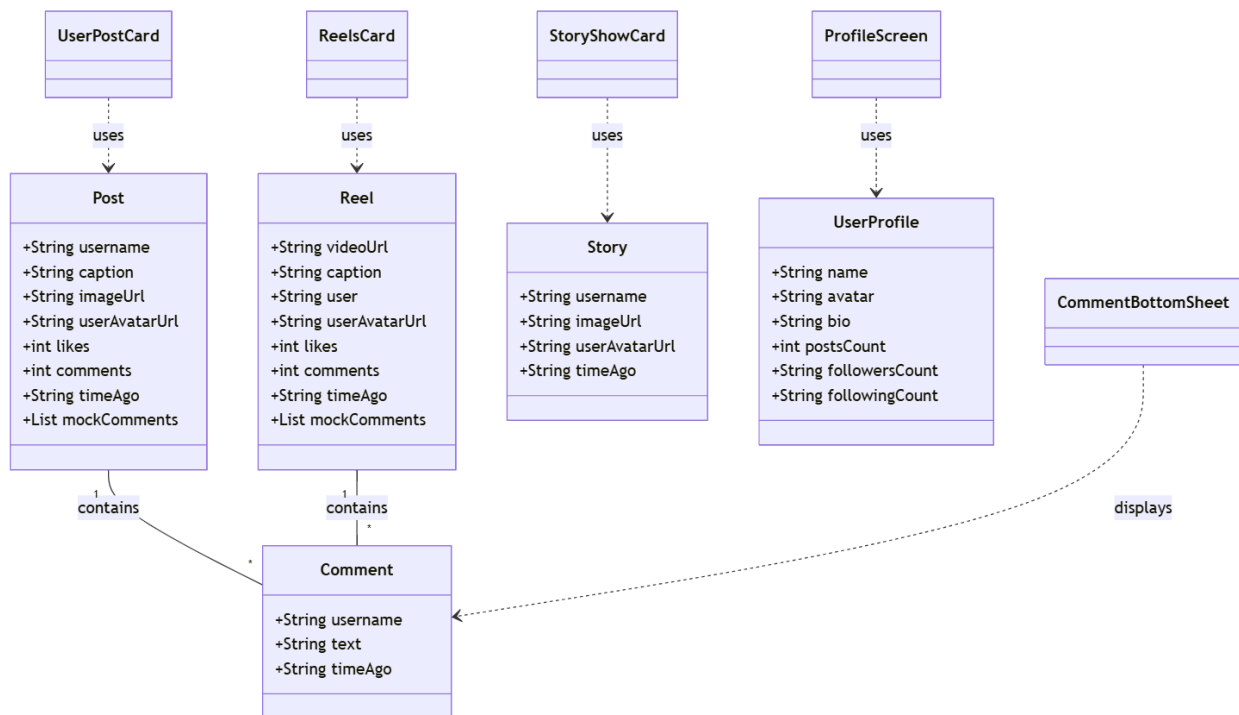 UserPostCard
ReelsCard
StoryShowCard
ProfileScreen
uses
uses
uses
uses
Post
+String username
+String caption
+String imageUrl
+String userAvatarUrl
+int likes
+int comments
+String timeAgo
+List mockComments
Reel
+String videoUrl
+String caption
+String user
+String userAvatarUrl
+int likes
+int comments
+String timeAgo
+List mockComments
Story
+String username
+String imageUrl
+String userAvatarUrl
+String timeAgo
UserProfile
+String name
+String avatar
+String bio
+int postsCount
+String followersCount
+String followingCount
CommentBottomSheet
1
contains
*
1
contains
*
displays
Comment
+String username
+String text
+String timeAgo